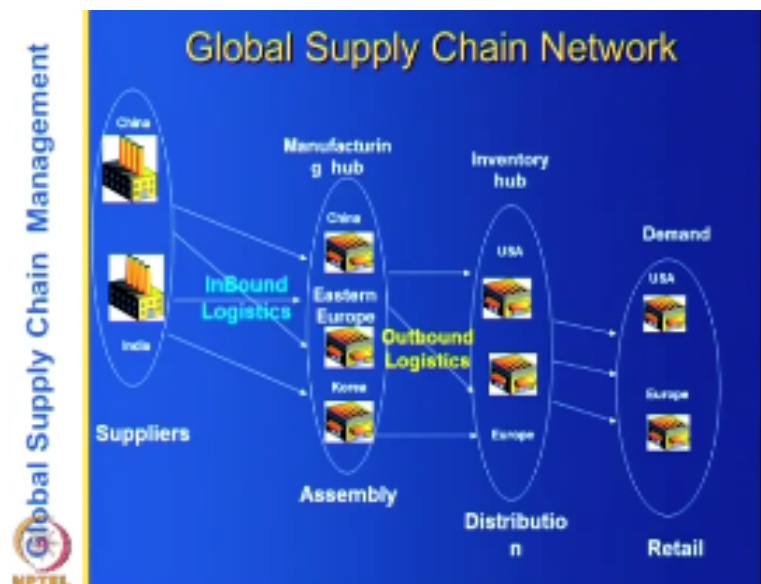 Global Supply Chain Management
Global Supply Chain Network
China
India
Suppliers
InBound
Logistics
Manufacturin
g hub
China
Eastern
Europe
Korea
Assembly
Outbound
Logistics
Inventory
hub
USA
Europe
Distributio
n
Demand
USA
Europe
Retail
NPTEL